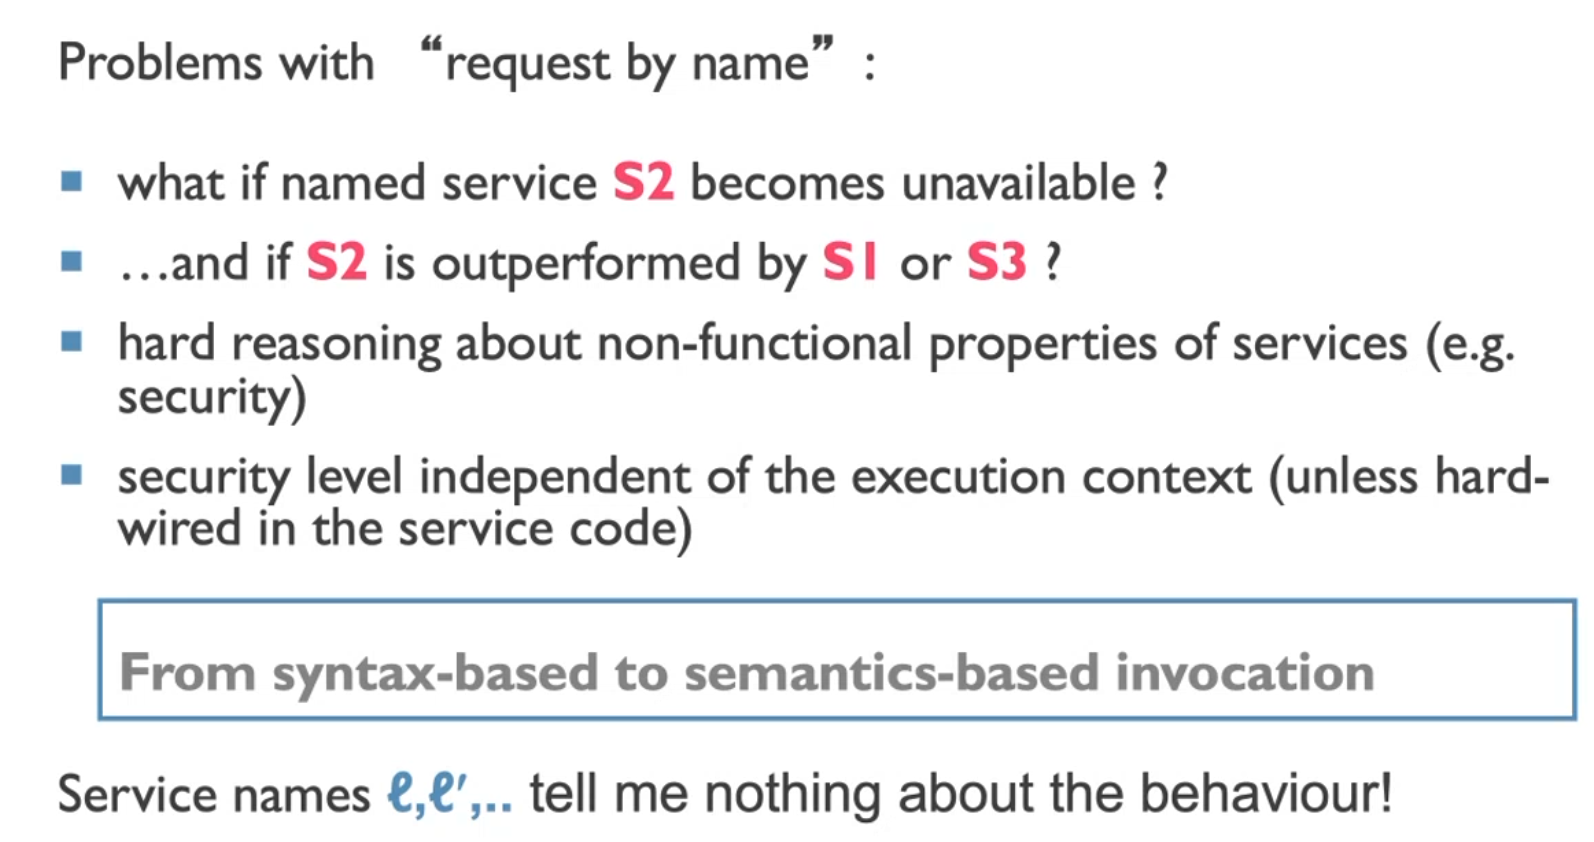 Problems with “request by name” :
▪ what if named service S2 becomes unavailable ?
▪ …and if S2 is outperformed by S1 or S3 ?
▪ hard reasoning about non-functional properties of services (e.g.
security)
▪ security level independent of the execution context (unless hard-
wired in the service code)
From syntax-based to semantics-based invocation
Service names ℓ,ℓ′,.. tell me nothing about the behaviour!